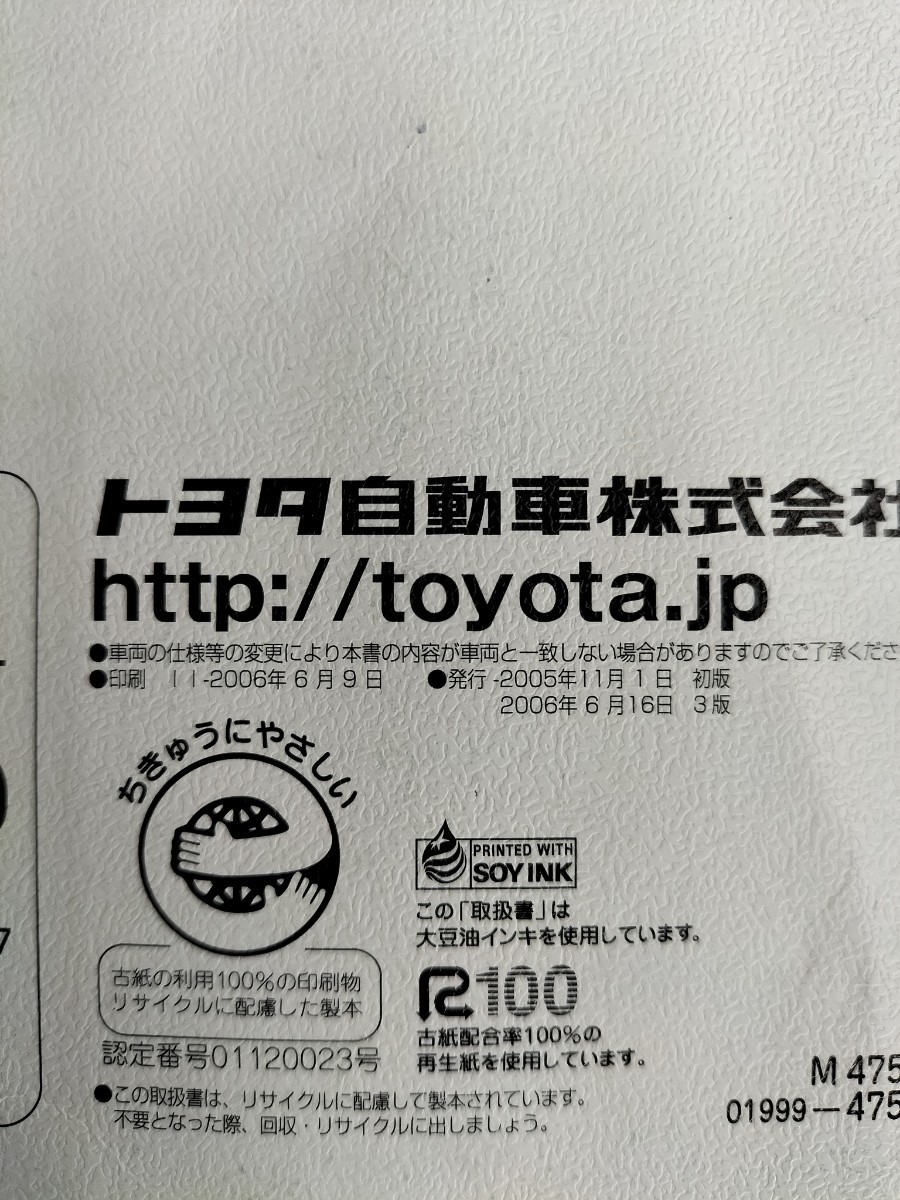 トヨタ自動車株式会社
http://toyota.jp
●車両の仕様等の変更により本書の内容が車両と一致しない場合がありますのでご了承くださ
●印刷 II-2006年6月9日 ●発行-2005年11月1日 初版
2006年6月16日 3版
ちきゅうにやさしい
PRINTED WITH
SOY INK
この「取扱書」は
大豆油インキを使用しています。
古紙の利用100%の印刷物
リサイクルに配慮した製本
認定番号01120023号
R100
古紙配合率100%の
再生紙を使用しています。
●この取扱書は、リサイクルに配慮して製本されています。
不要となった際、回収・リサイクルに出しましょう。
M 475
01999－475
7